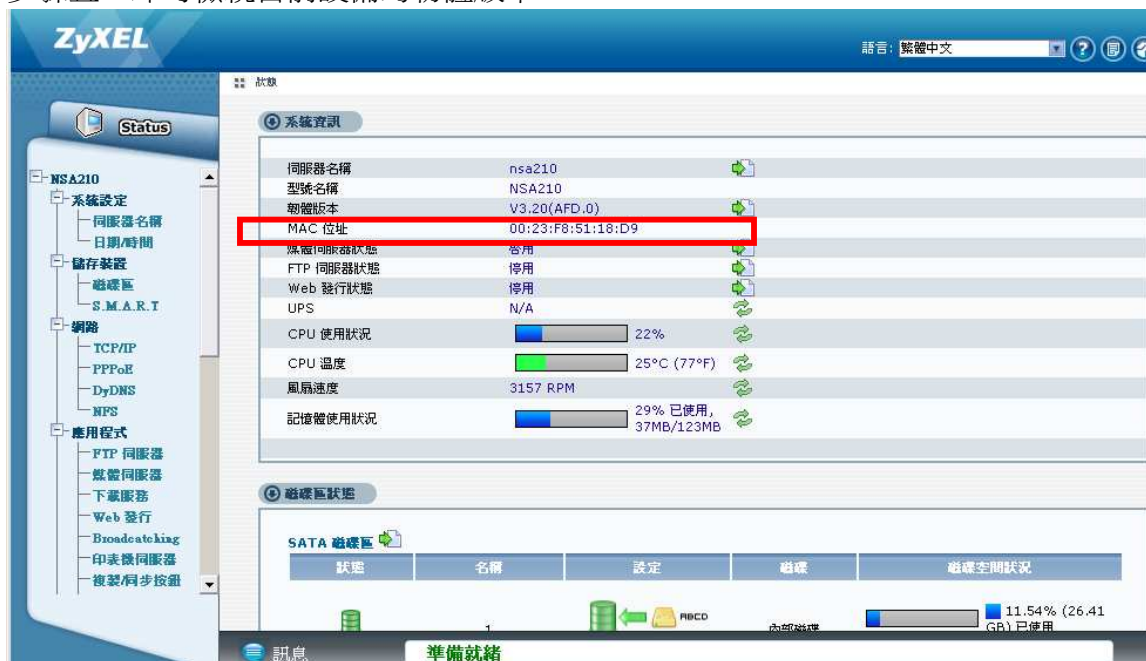 ZyXEL
語言: 繁體中文
Status
狀態
NSA210
系統設定
伺服器名稱
日期/時間
儲存裝置
磁碟區
S.M.A.R.T
網路
TCP/IP
PPPoE
DyDNS
NFS
應用程式
FTP 伺服器
媒體伺服器
下載服務
Web 發行
Broadcatching
印表機伺服器
複製/同步按鈕
系統資訊
伺服器名稱 nsa210
型號名稱 NSA210
韌體版本 V3.20(AFD.0)
MAC 位址 00:23:F8:51:18:D9
媒體伺服器狀態 啟用
FTP 伺服器狀態 停用
Web 發行狀態 停用
UPS N/A
CPU 使用狀況 22%
CPU 溫度 25°C (77°F)
風扇速度 3157 RPM
記憶體使用狀況 29% 已使用,
37MB/123MB
磁碟區狀態
SATA 磁碟區
狀態 名稱 設定 磁碟 磁碟空間狀況
1 ABCD 內部磁碟 11.54% (26.41
GB) 已使用
訊息 準備就緒